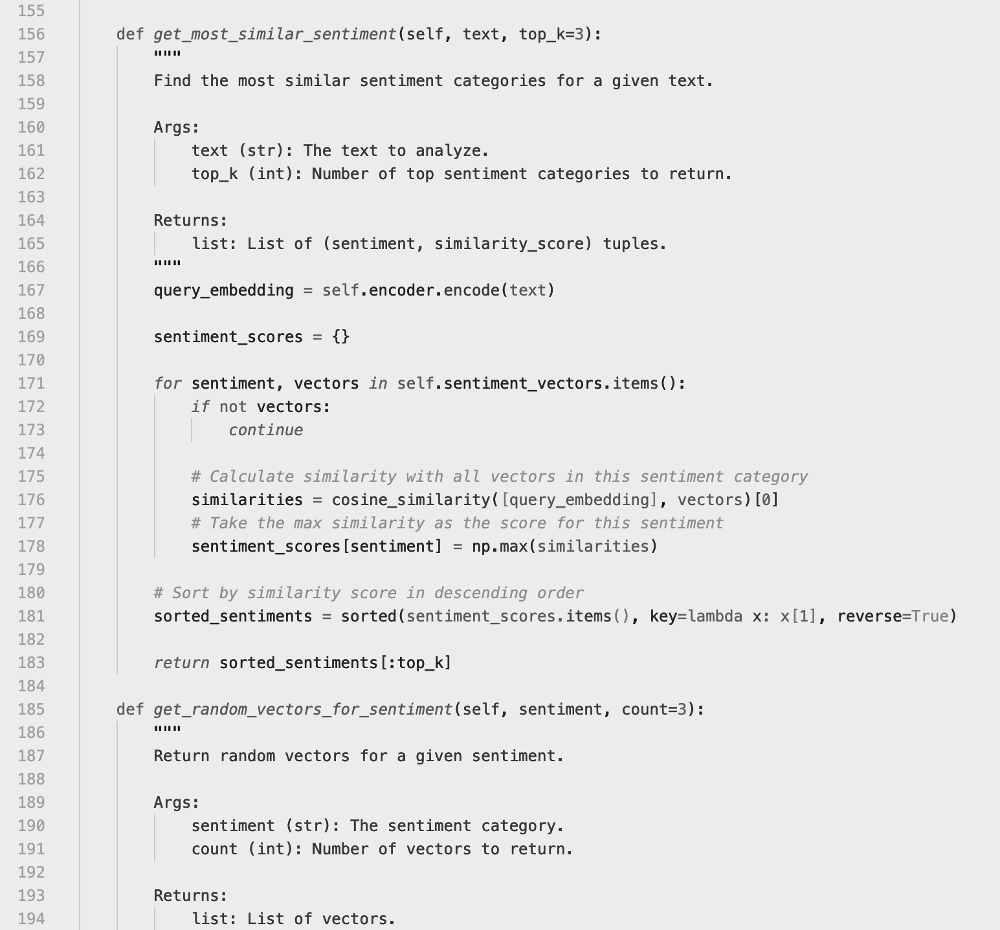 155
156 def get_most_similar_sentiment(self, text, top_k=3):
157 """
158 Find the most similar sentiment categories for a given text.
159
160 Args:
161 text (str): The text to analyze.
162 top_k (int): Number of top sentiment categories to return.
163
164 Returns:
165 list: List of (sentiment, similarity_score) tuples.
166 """
167 query_embedding = self.encoder.encode(text)
168
169 sentiment_scores = {}
170
171 for sentiment, vectors in self.sentiment_vectors.items():
172 if not vectors:
173 continue
174
175 # Calculate similarity with all vectors in this sentiment category
176 similarities = cosine_similarity([query_embedding], vectors)[0]
177 # Take the max similarity as the score for this sentiment
178 sentiment_scores[sentiment] = np.max(similarities)
179
180 # Sort by similarity score in descending order
181 sorted_sentiments = sorted(sentiment_scores.items(), key=lambda x: x[1], reverse=True)
182
183 return sorted_sentiments[:top_k]
184
185 def get_random_vectors_for_sentiment(self, sentiment, count=3):
186 """
187 Return random vectors for a given sentiment.
188
189 Args:
190 sentiment (str): The sentiment category.
191 count (int): Number of vectors to return.
192
193 Returns:
194 list: List of vectors.